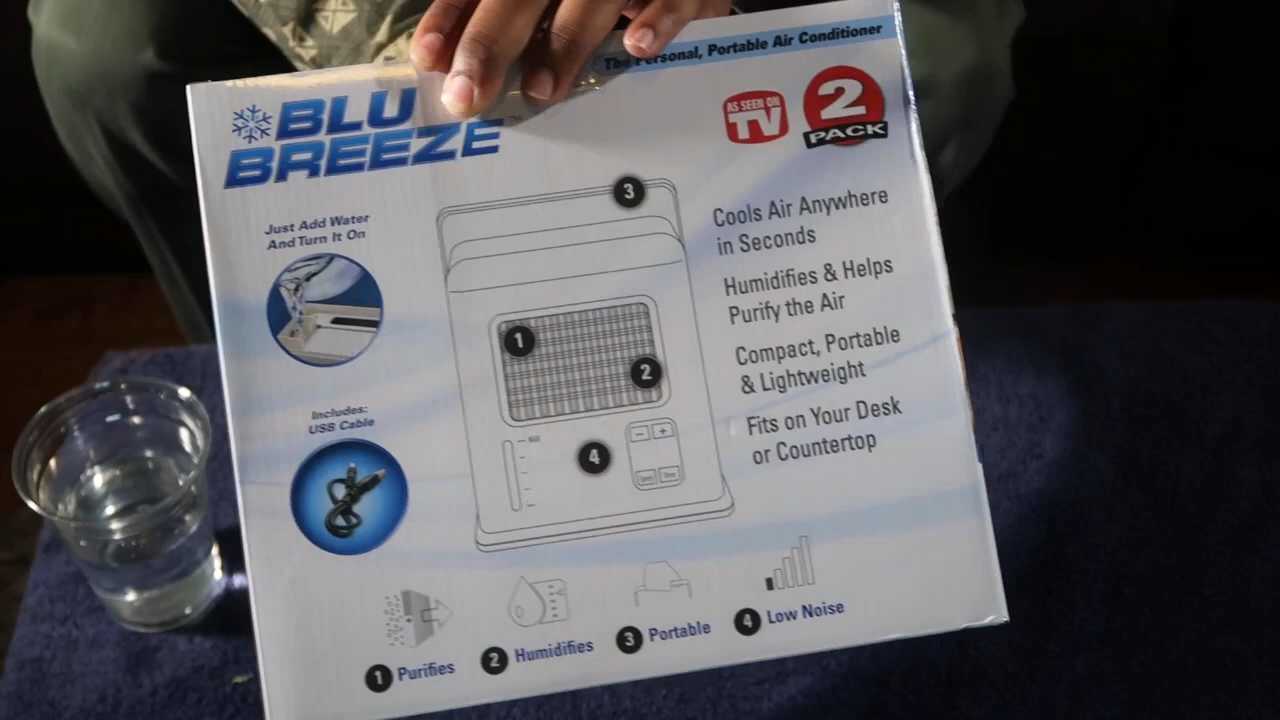 The Personal, Portable Air Conditioner
BLU
BREEZE
AS SEEN ON
TV
2
PACK
Just Add Water
And Turn It On
3
Cools Air Anywhere
in Seconds
Humidifies & Helps
Purify the Air
Compact, Portable
& Lightweight
Fits on Your Desk
or Countertop
1
2
4
- +
Includes:
USB Cable
1 Purifies
2 Humidifies
3 Portable
4 Low Noise